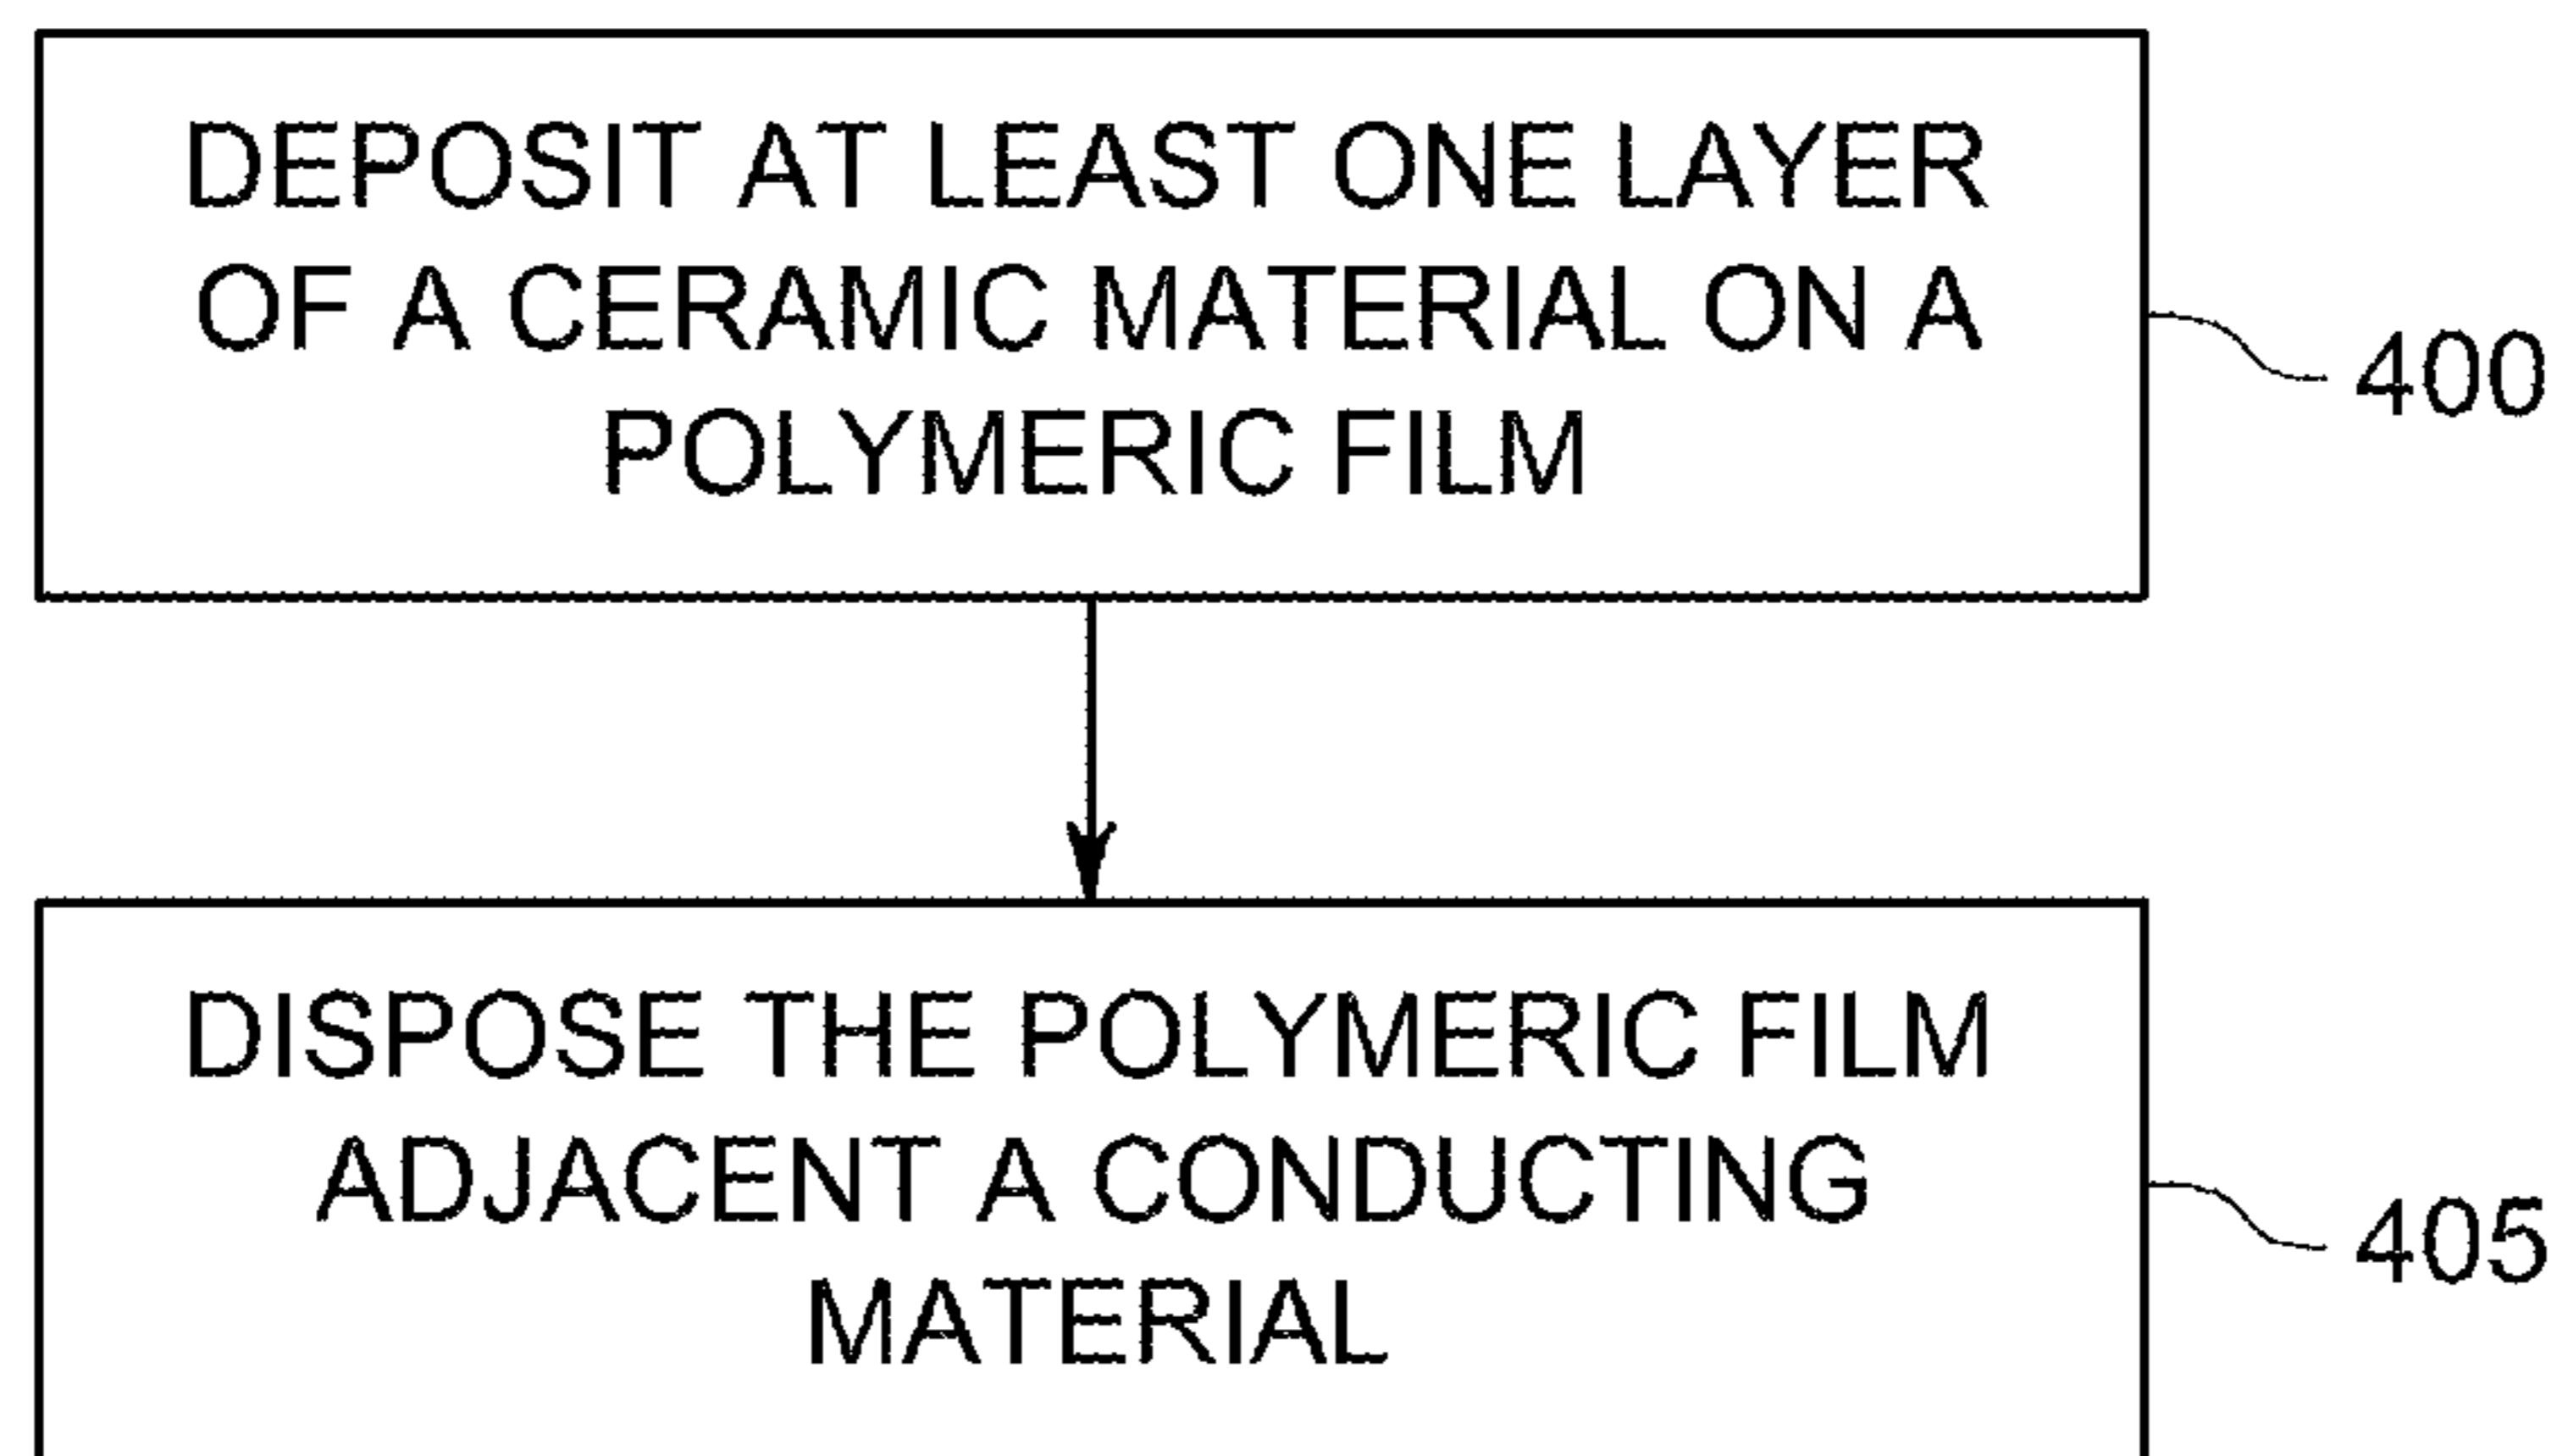 DEPOSIT AT LEAST ONE LAYER
OF A CERAMIC MATERIAL ON A
POLYMERIC FILM
400
DISPOSE THE POLYMERIC FILM
ADJACENT A CONDUCTING
MATERIAL
405